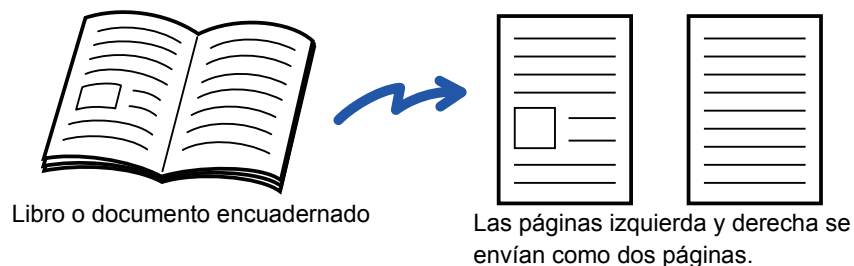 Libro o documento encuadernado
Las páginas izquierda y derecha se
envían como dos páginas.